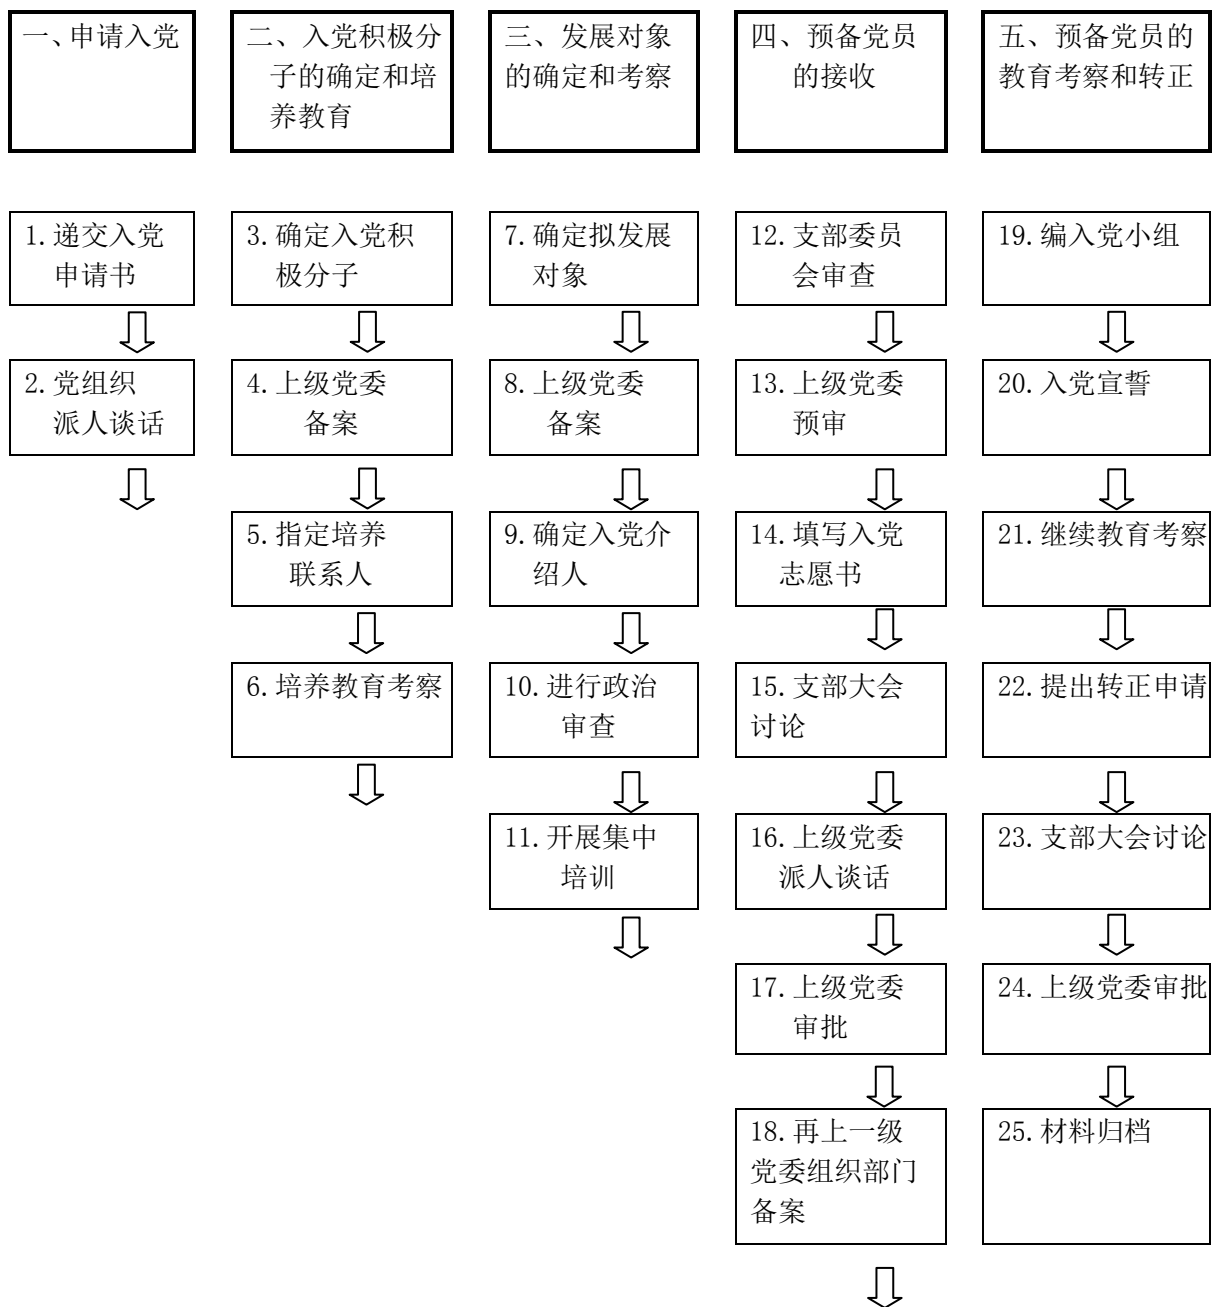 一、申请入党
二、入党积极分
子的确定和培
养教育
三、发展对象
的确定和考察
四、预备党员
的接收
五、预备党员的
教育考察和转正
1.递交入党
申请书
2.党组织
派人谈话
3.确定入党积
极分子
4.上级党委
备案
5.指定培养
联系人
6.培养教育考察
7.确定拟发展
对象
8.上级党委
备案
9.确定入党介
绍人
10.进行政治
审查
11.开展集中
培训
12.支部委员
会审查
13.上级党委
预审
14.填写入党
志愿书
15.支部大会
讨论
16.上级党委
派人谈话
17.上级党委
审批
18.再上一级
党委组织部门
备案
19.编入党小组
20.入党宣誓
21.继续教育考察
22.提出转正申请
23.支部大会讨论
24.上级党委审批
25.材料归档